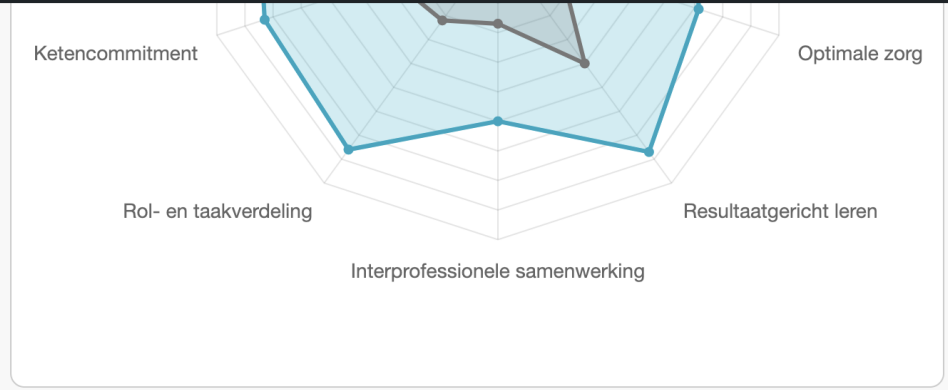 Ketencommitment
Optimale zorg
Rol- en taakverdeling
Resultaatgericht leren
Interprofessionele samenwerking